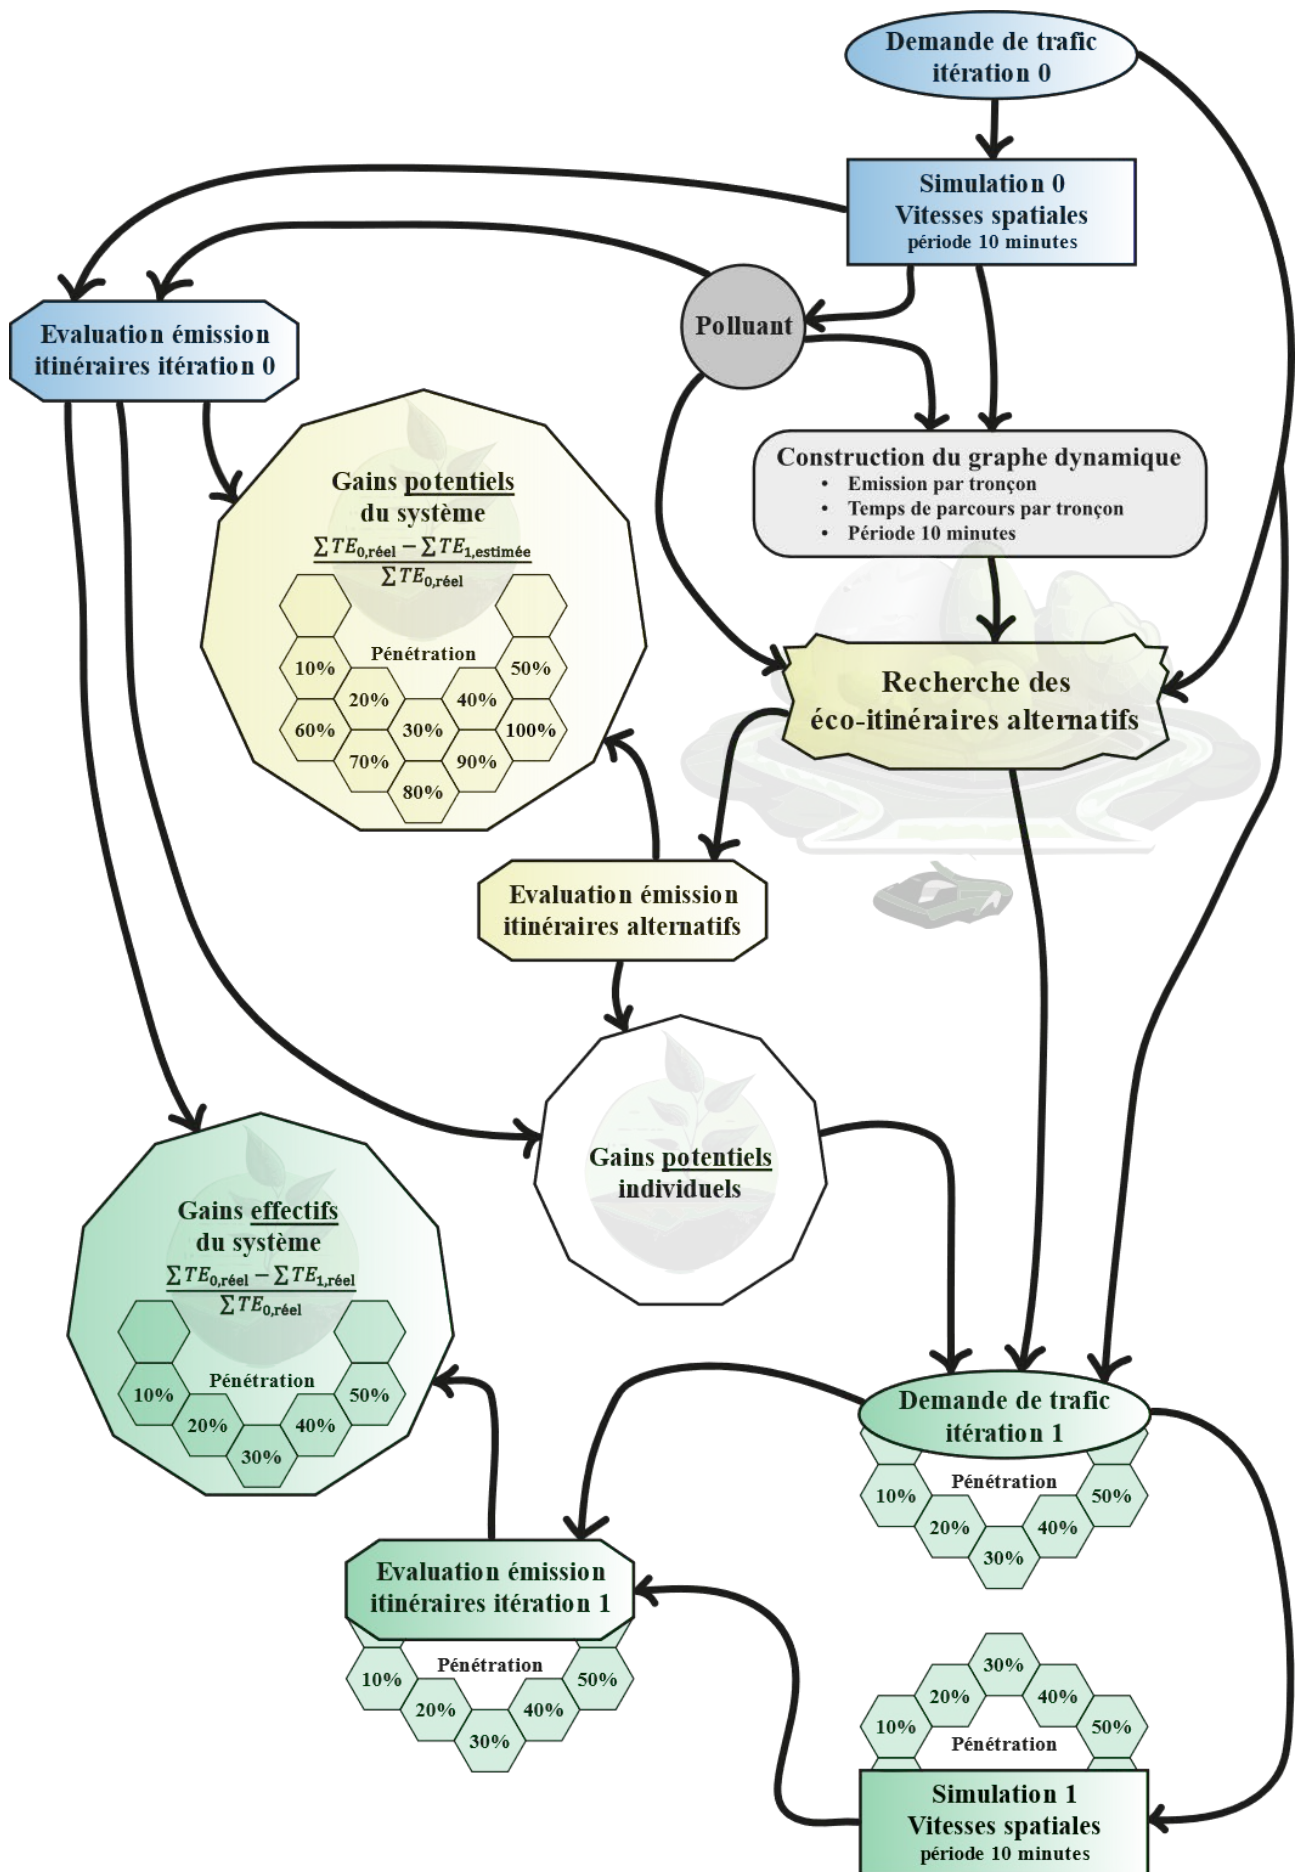 Demande de trafic
itération 0
Simulation 0
Vitesses spatiales
période 10 minutes
Polluant
Evaluation émission
itinéraires itération 0
Construction du graphe dynamique
• Emission par tronçon
• Temps de parcours par tronçon
• Période 10 minutes
Gains potentiels
du système
∑TE0,réel − ∑TE1,estimée
∑TE0,réel
Pénétration
10%
20%
30%
40%
50%
60%
70%
80%
90%
100%
Recherche des
éco-itinéraires alternatifs
Evaluation émission
itinéraires alternatifs
Gains potentiels
individuels
Gains effectifs
du système
∑TE0,réel − ∑TE1,réel
∑TE0,réel
Pénétration
10%
20%
30%
40%
50%
Demande de trafic
itération 1
Pénétration
10%
20%
30%
40%
50%
Evaluation émission
itinéraires itération 1
Pénétration
10%
20%
30%
40%
50%
10%
20%
30%
40%
50%
Pénétration
Simulation 1
Vitesses spatiales
période 10 minutes